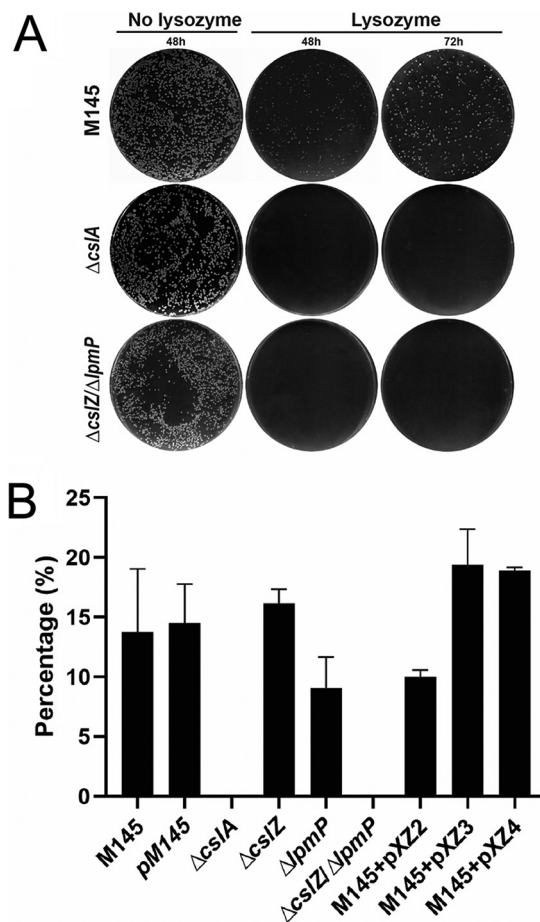 A
No lysozyme Lysozyme
48h 48h 72h
M145
ΔcslA
ΔcslZ/ΔlpmP
B
Percentage (%)
25
20
15
10
5
0
M145
pM145
ΔcslA
ΔcslZ
ΔlpmP
ΔcslZ/ΔlpmP
M145+pXZ2
M145+pXZ3
M145+pXZ4